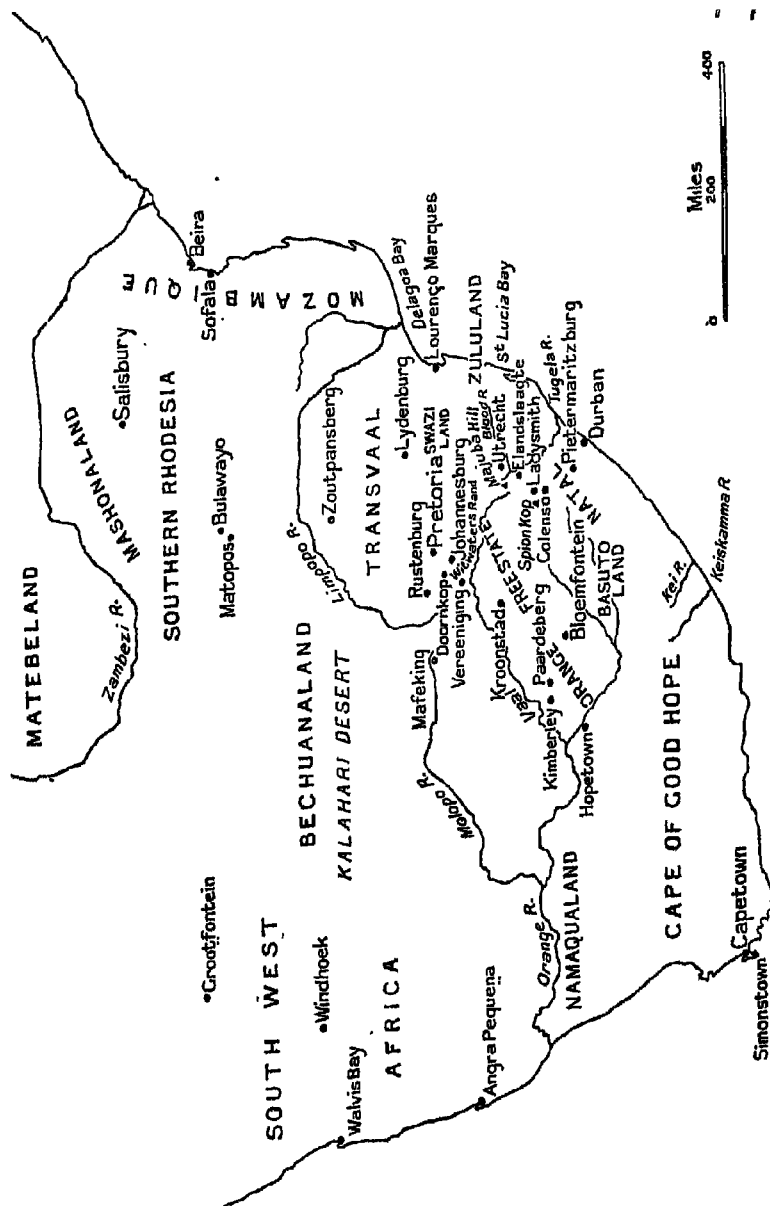 MATEBELAND
Zambezi R.
MASHONALAND
Salisbury
SOUTHERN RHODESIA
Beira
Sofala
MOZAMBIQUE
Matopos
Bulawayo
Grootfontein
SOUTH WEST
AFRICA
Windhoek
Walvis Bay
BECHUANALAND
KALAHARI DESERT
Limpopo R.
Zoutpansberg
TRANSVAAL
Lydenburg
Delagoa Bay
Lourenço Marques
Rustenburg
Pretoria
SWAZI
LAND
Mafeking
Doornkop
Johannesburg
Vereeniging
Witwaters Rand
Majuba Hill
Blood R
ZULULAND
St Lucia Bay
Utrecht
Elandslaagte
Ladysmith
Tugela R.
Molopo R.
Kroonstad
Vaal
ORANGE FREE STATE
Spion Kop
Colenso
NATAL
Pietermaritzburg
Durban
Angra Pequena
Orange R.
NAMAQUALAND
Kimberley
Paardeberg
Bloemfontein
BASUTO
LAND
Hopetown
Kei R.
Keiskamma R
CAPE OF GOOD HOPE
Capetown
Simonstown
Miles
0 200 400